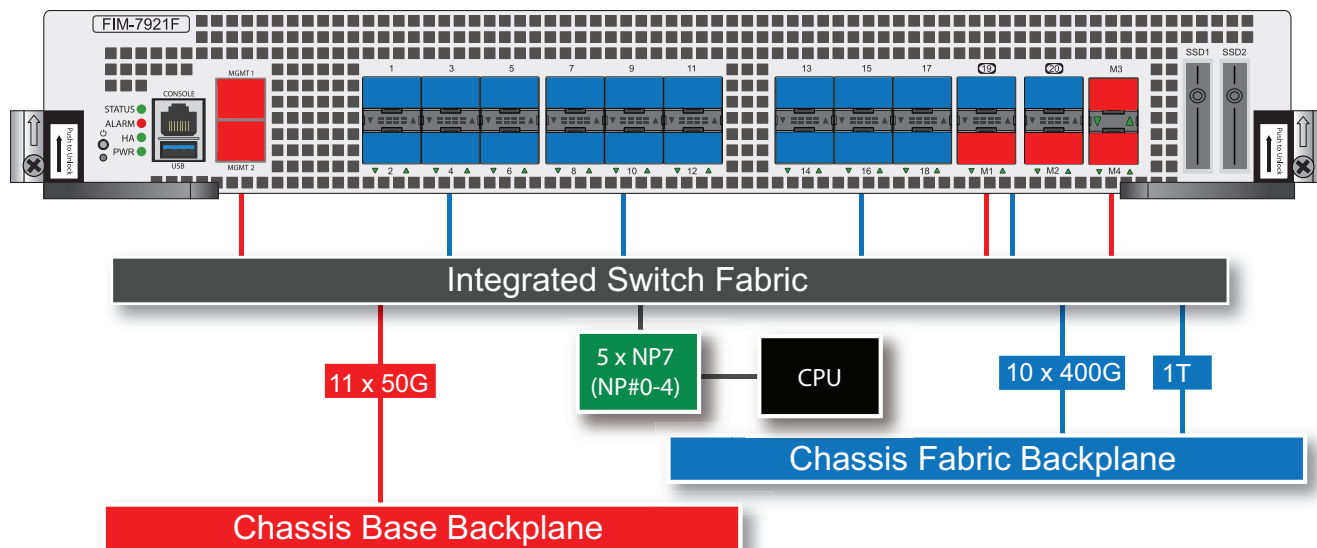 FIM-7921F
SSD1 SSD2
1 3 5 7 9 11 13 15 17 19 20 M3
MGMT 1
CONSOLE
STATUS
ALARM
HA
PWR
USB
MGMT 2
Push to Unlock
Push to Unlock
2 4 6 8 10 12 14 16 18 M1 M2 M4
Integrated Switch Fabric
11 x 50G
5 x NP7
(NP#0-4)
CPU
10 x 400G
1T
Chassis Fabric Backplane
Chassis Base Backplane